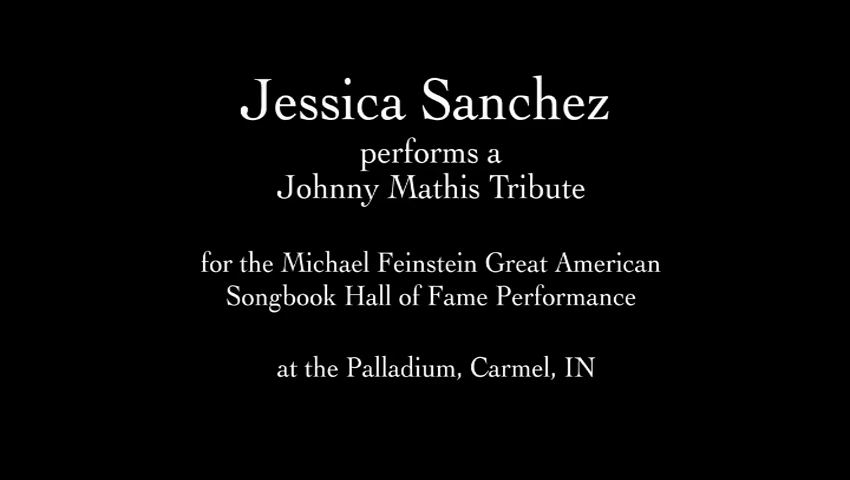 Jessica Sanchez
performs a
Johnny Mathis Tribute
for the Michael Feinstein Great American
Songbook Hall of Fame Performance
at the Palladium, Carmel, IN